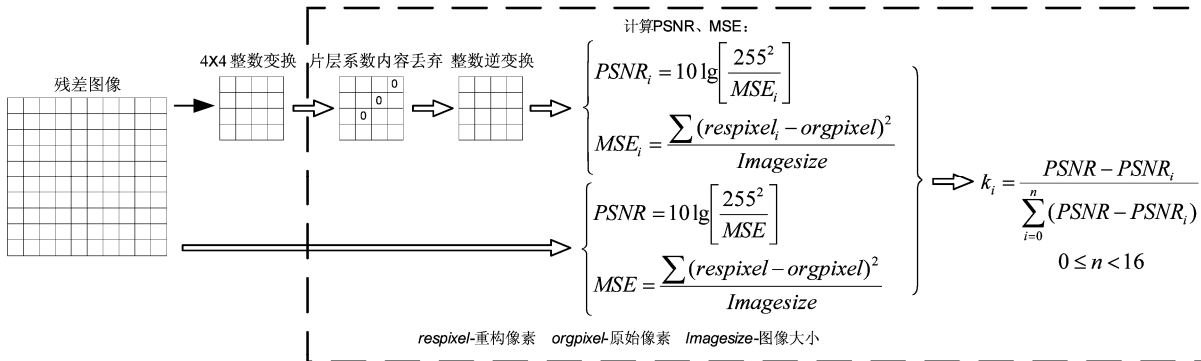 计算PSNR、MSE：
4X4 整数变换
片层系数内容丢弃
整数逆变换
残差图像
0
0
0
PSNR_i = 10 lg[255^2 / MSE_i]
MSE_i = ∑(respixel_i − orgpixel)^2 / Imagesize
PSNR = 10 lg[255^2 / MSE]
MSE = ∑(respixel − orgpixel)^2 / Imagesize
k_i = (PSNR − PSNR_i) / ∑_{i=0}^{n}(PSNR − PSNR_i)
0 ≤ n < 16
respixel-重构像素 orgpixel-原始像素 Imagesize-图像大小